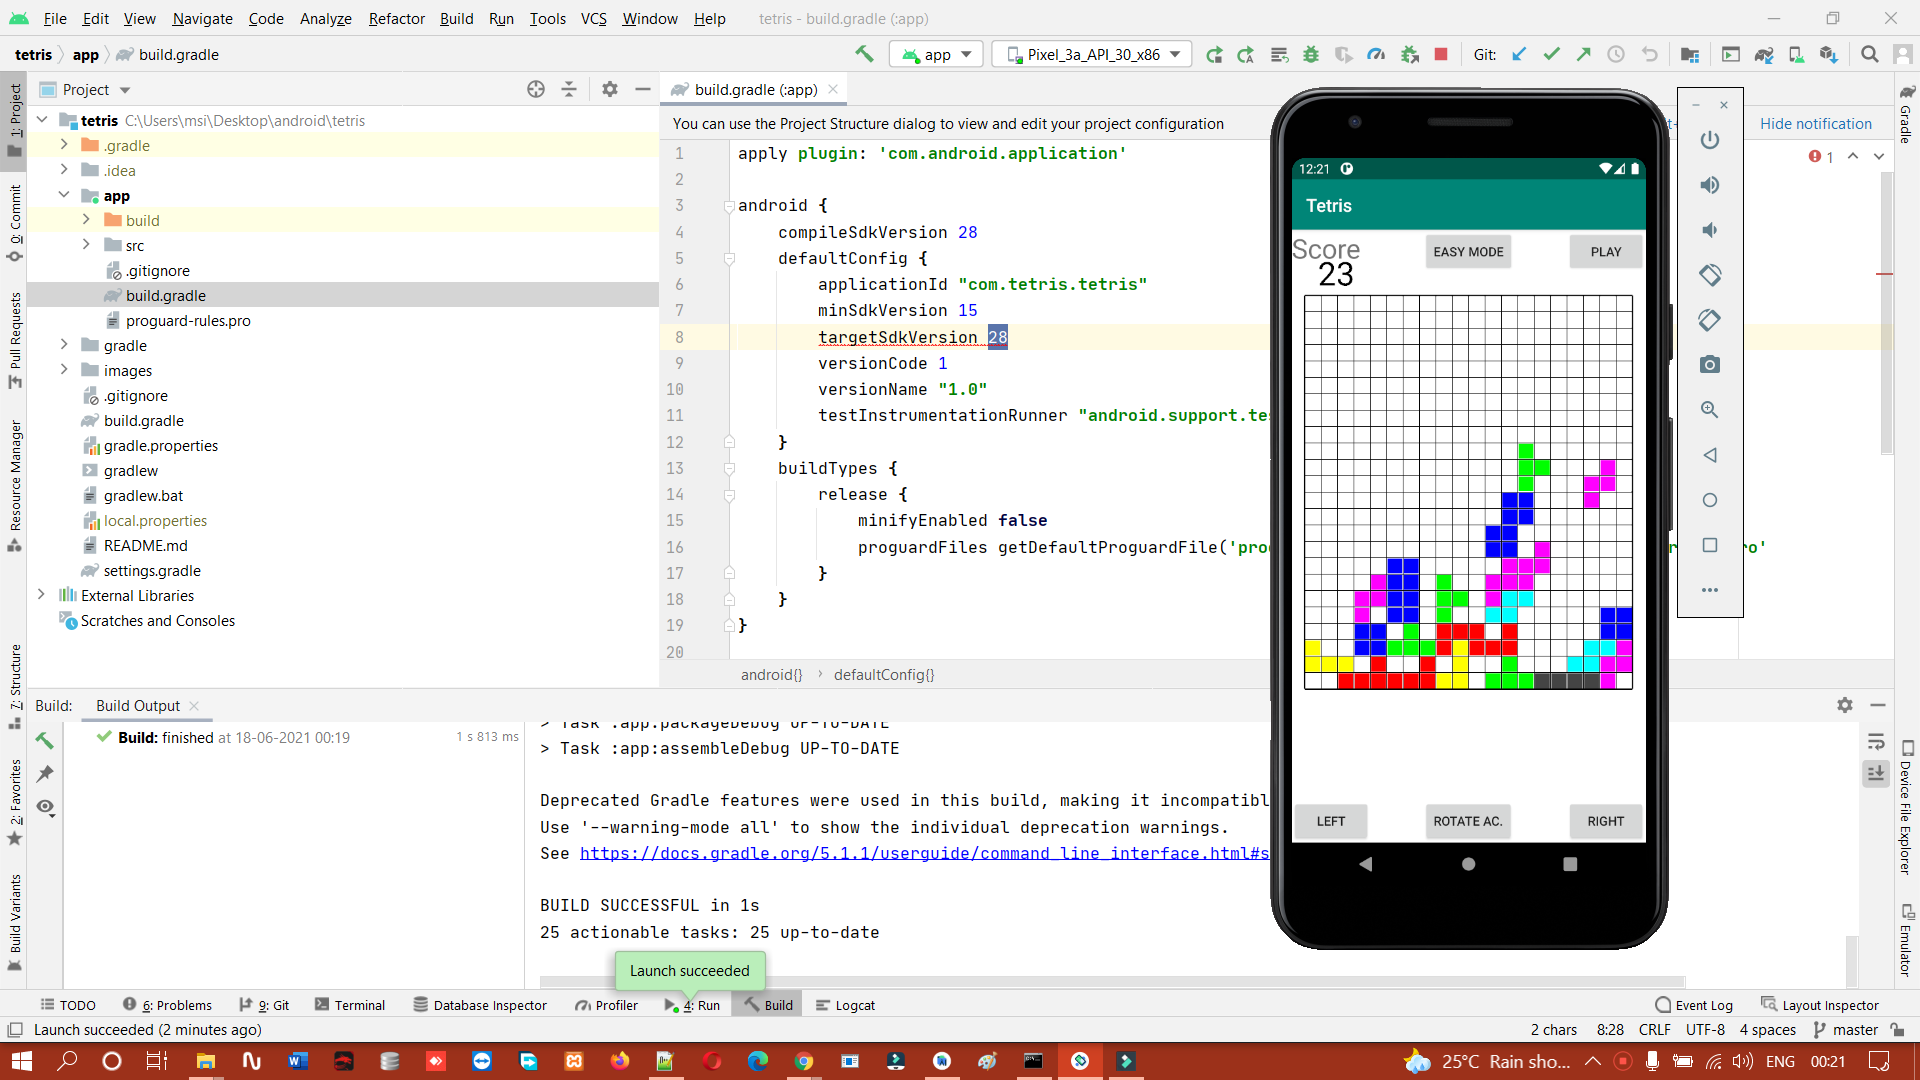 File Edit View Navigate Code Analyze Refactor Build Run Tools VCS Window Help tetris - build.gradle (:app)
tetris app build.gradle
app Pixel_3a_API_30_x86 Git:
Project
build.gradle (:app)
tetris C:\Users\msi\Desktop\android\tetris
.gradle
.idea
app
build
src
.gitignore
build.gradle
proguard-rules.pro
gradle
images
.gitignore
build.gradle
gradle.properties
gradlew
gradlew.bat
local.properties
README.md
settings.gradle
External Libraries
Scratches and Consoles
1: Project
0: Commit
Pull Requests
Resource Manager
7: Structure
2: Favorites
Build Variants
You can use the Project Structure dialog to view and edit your project configuration
Hide notification
1
1 apply plugin: 'com.android.application'
2
3 android {
4 compileSdkVersion 28
5 defaultConfig {
6 applicationId "com.tetris.tetris"
7 minSdkVersion 15
8 targetSdkVersion 28
9 versionCode 1
10 versionName "1.0"
11 testInstrumentationRunner "android.support.te
12 }
13 buildTypes {
14 release {
15 minifyEnabled false
16 proguardFiles getDefaultProguardFile('pro
17 }
18 }
19 }
20
android{} › defaultConfig{}
12:21
Tetris
Score
23
EASY MODE
PLAY
LEFT
ROTATE AC.
RIGHT
Gradle
Device File Explorer
Emulator
Build: Build Output
Build: finished at 18-06-2021 00:19 1 s 813 ms
> Task :app:packageDebug UP-TO-DATE
> Task :app:assembleDebug UP-TO-DATE
Deprecated Gradle features were used in this build, making it incompatibl
Use '--warning-mode all' to show the individual deprecation warnings.
See https://docs.gradle.org/5.1.1/userguide/command_line_interface.html#s
BUILD SUCCESSFUL in 1s
25 actionable tasks: 25 up-to-date
Launch succeeded
TODO 6: Problems 9: Git Terminal Database Inspector Profiler 4: Run Build Logcat Event Log Layout Inspector
Launch succeeded (2 minutes ago) 2 chars 8:28 CRLF UTF-8 4 spaces master
25°C Rain sho... ENG 00:21